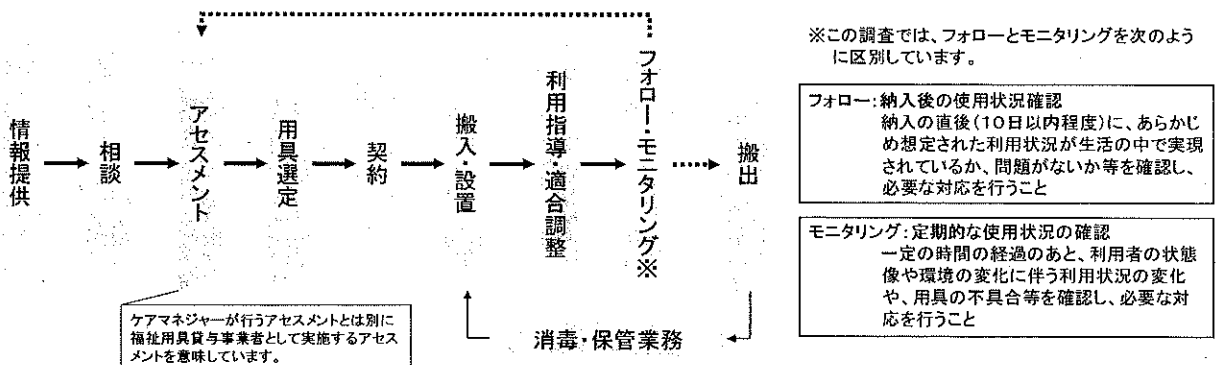 情報提供
相談
アセスメント
用具選定
契約
搬入・設置
利用指導・適合調整
フォロー・モニタリング※
搬出
消毒・保管業務
ケアマネジャーが行うアセスメントとは別に
福祉用具貸与事業者として実施するアセス
メントを意味しています。
※この調査では、フォローとモニタリングを次のよう
に区別しています。
フォロー:納入後の使用状況確認
納入の直後(10日以内程度)に、あらかじ
め想定された利用状況が生活の中で実現
されているか、問題がないか等を確認し、
必要な対応を行うこと
モニタリング:定期的な使用状況の確認
一定の時間の経過のあと、利用者の状態
像や環境の変化に伴う利用状況の変化
や、用具の不具合等を確認し、必要な対
応を行うこと